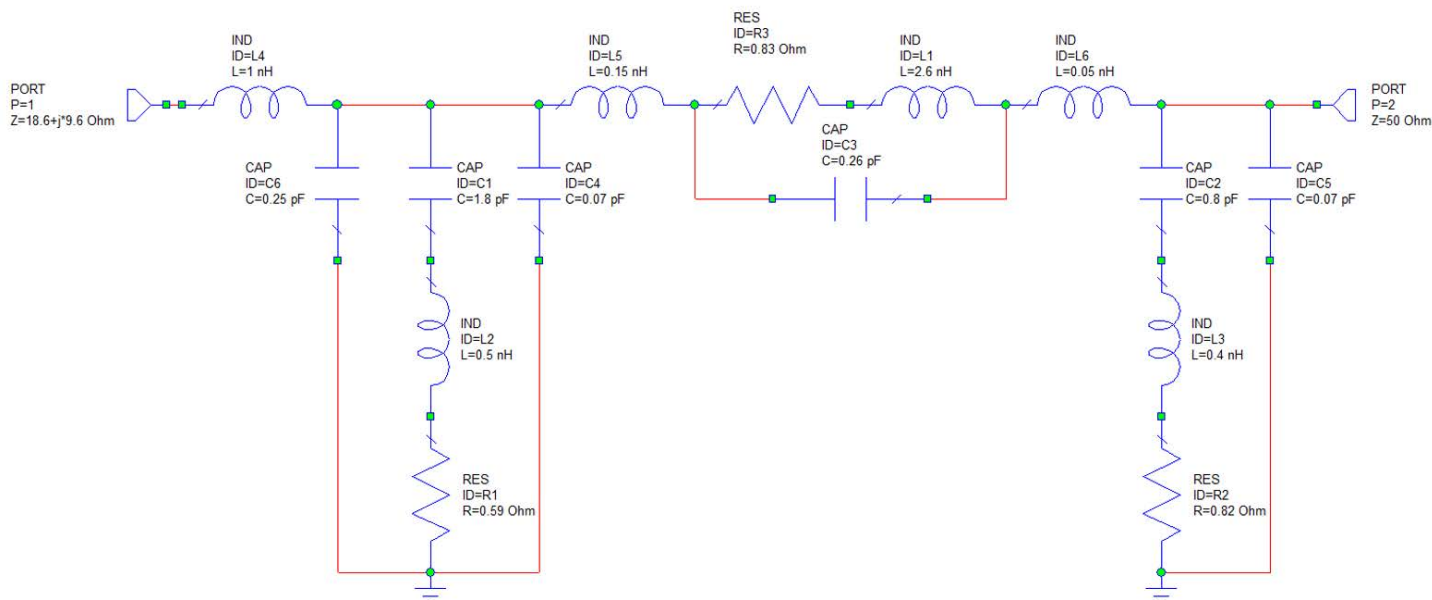 PORT
P=1
Z=18.6+j*9.6 Ohm
IND
ID=L4
L=1 nH
CAP
ID=C6
C=0.25 pF
CAP
ID=C1
C=1.8 pF
CAP
ID=C4
C=0.07 pF
IND
ID=L2
L=0.5 nH
RES
ID=R1
R=0.59 Ohm
IND
ID=L5
L=0.15 nH
RES
ID=R3
R=0.83 Ohm
IND
ID=L1
L=2.6 nH
CAP
ID=C3
C=0.26 pF
IND
ID=L6
L=0.05 nH
CAP
ID=C2
C=0.8 pF
CAP
ID=C5
C=0.07 pF
IND
ID=L3
L=0.4 nH
RES
ID=R2
R=0.82 Ohm
PORT
P=2
Z=50 Ohm